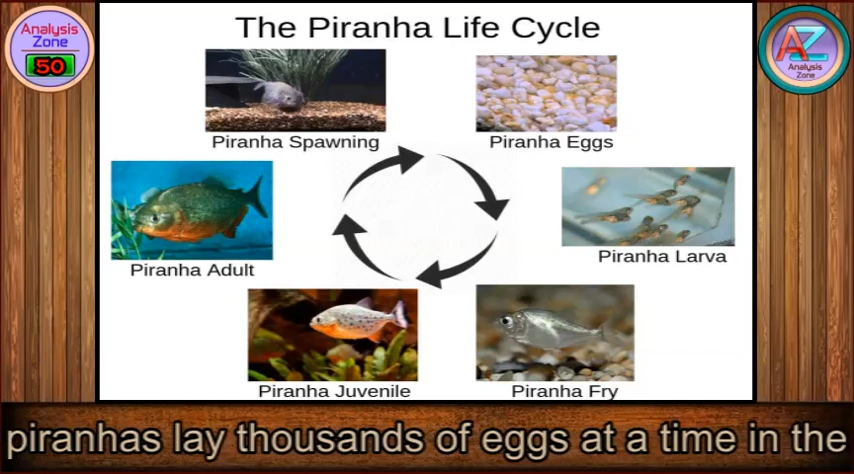 Analysis
Zone
50
The Piranha Life Cycle
AZ
Analysis
Zone
Piranha Spawning
Piranha Eggs
Piranha Larva
Piranha Adult
Piranha Juvenile
Piranha Fry
piranhas lay thousands of eggs at a time in the